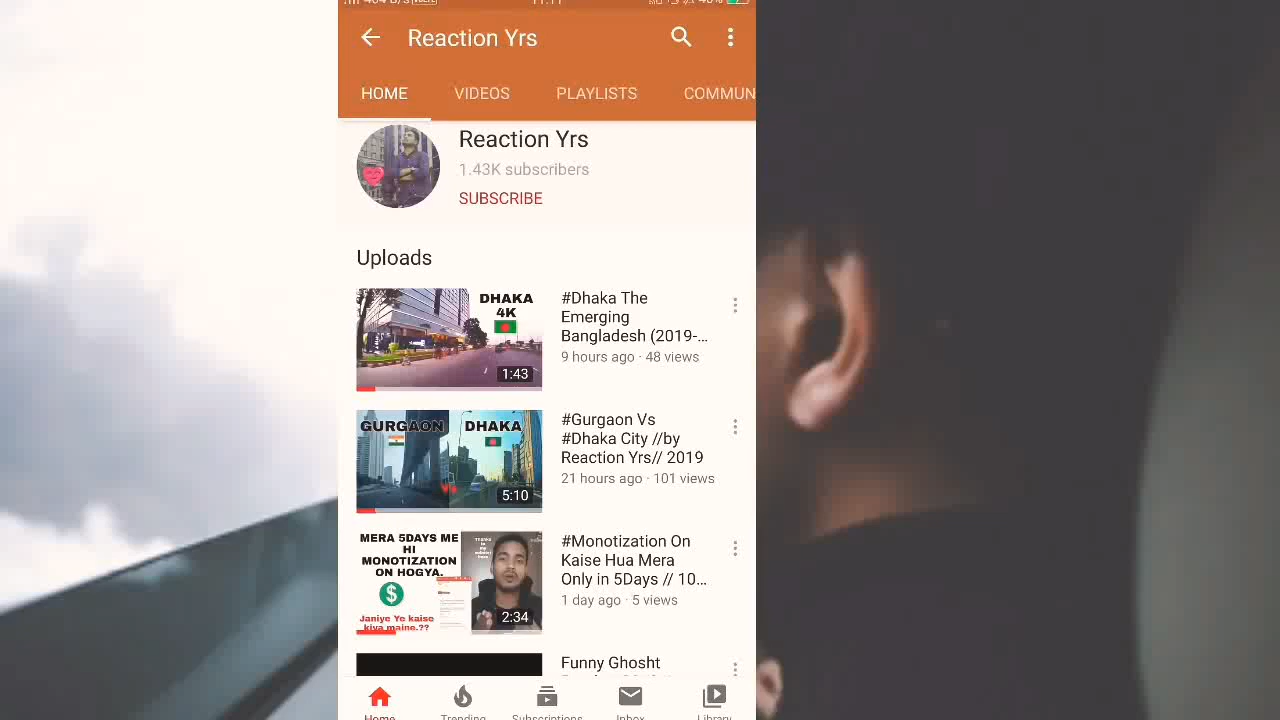 11:11
Reaction Yrs
HOME VIDEOS PLAYLISTS COMMUN
Reaction Yrs
1.43K subscribers
SUBSCRIBE
Uploads
DHAKA
4K
1:43
#Dhaka The
Emerging
Bangladesh (2019-...
9 hours ago · 48 views
GURGAON DHAKA
5:10
#Gurgaon Vs
#Dhaka City //by
Reaction Yrs// 2019
21 hours ago · 101 views
MERA 5DAYS ME
HI
MONOTIZATION
ON HOGYA.
$
Janiye Ye kaise
kiya maine.??
2:34
#Monotization On
Kaise Hua Mera
Only in 5Days // 10...
1 day ago · 5 views
Funny Ghosht
Home Trending Subscriptions Inbox Library